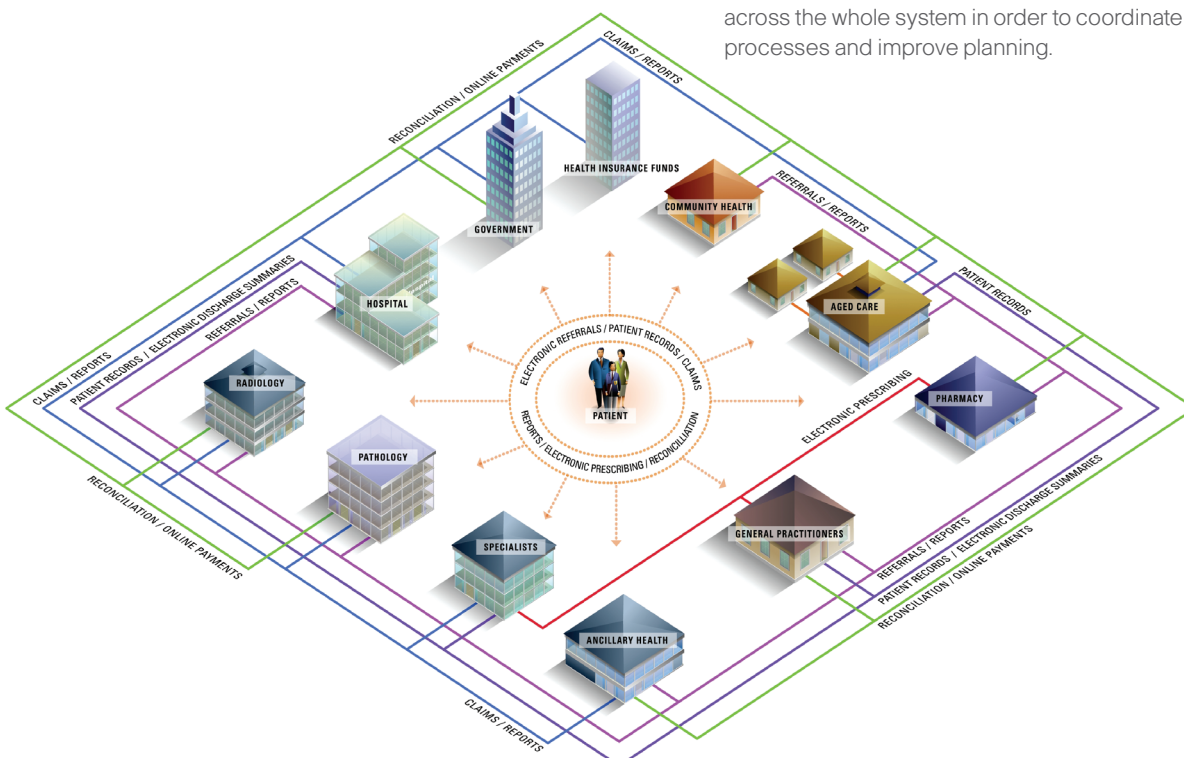 across the whole system in order to coordinate
processes and improve planning.
RECONCILIATION / ONLINE PAYMENTS
CLAIMS / REPORTS
HEALTH INSURANCE FUNDS
COMMUNITY HEALTH
REFERRALS / REPORTS
GOVERNMENT
PATIENT RECORDS
AGED CARE
HOSPITAL
CLAIMS / REPORTS
PATIENT RECORDS / ELECTRONIC DISCHARGE SUMMARIES
REFERRALS / REPORTS
RADIOLOGY
ELECTRONIC REFERRALS / PATIENT RECORDS / CLAIMS
PATIENT
REPORTS / ELECTRONIC PRESCRIBING / RECONCILIATION
ELECTRONIC PRESCRIBING
PHARMACY
PATHOLOGY
RECONCILIATION / ONLINE PAYMENTS
SPECIALISTS
GENERAL PRACTITIONERS
REFERRALS / REPORTS
PATIENT RECORDS / ELECTRONIC DISCHARGE SUMMARIES
RECONCILIATION / ONLINE PAYMENTS
ANCILLARY HEALTH
CLAIMS / REPORTS